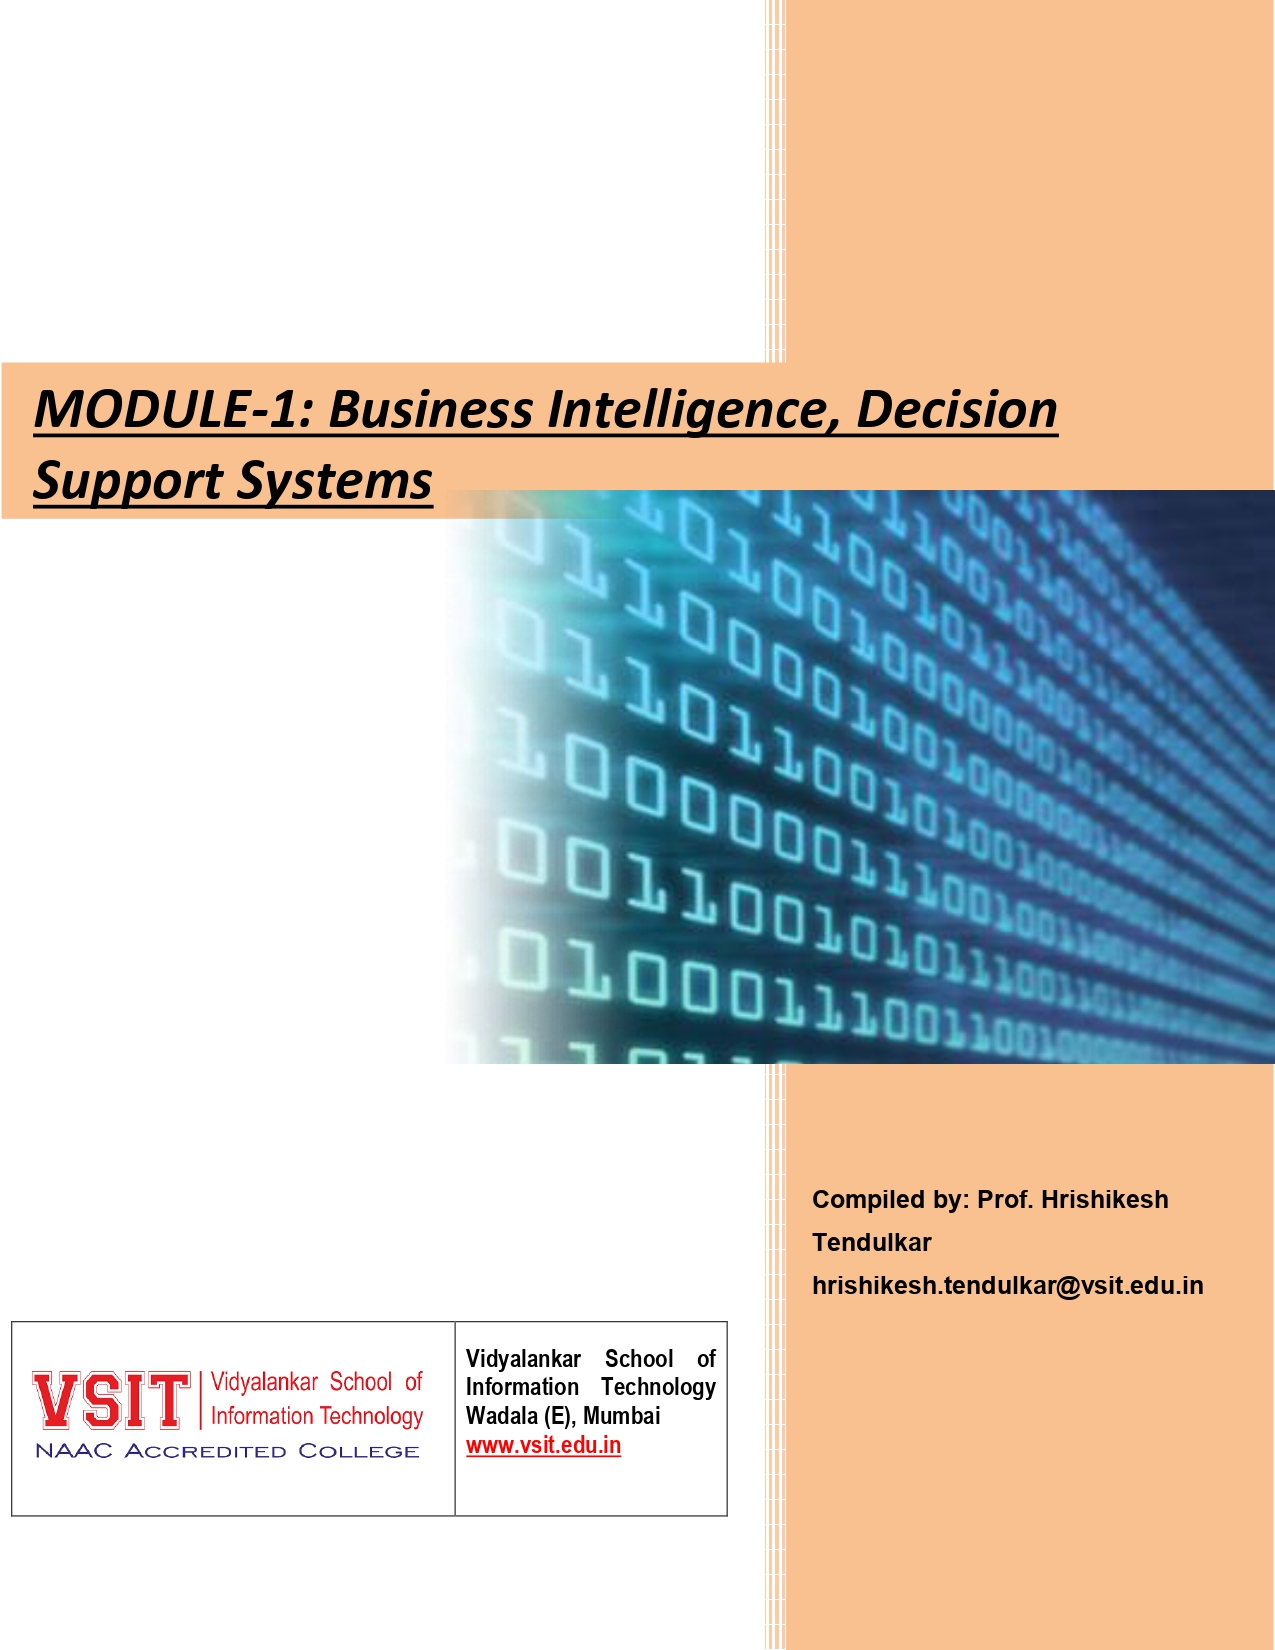 MODULE-1: Business Intelligence, Decision
Support Systems
Compiled by: Prof. Hrishikesh
Tendulkar
hrishikesh.tendulkar@vsit.edu.in
VSIT
Vidyalankar School of
Information Technology
NAAC ACCREDITED COLLEGE
Vidyalankar School of
Information Technology
Wadala (E), Mumbai
www.vsit.edu.in